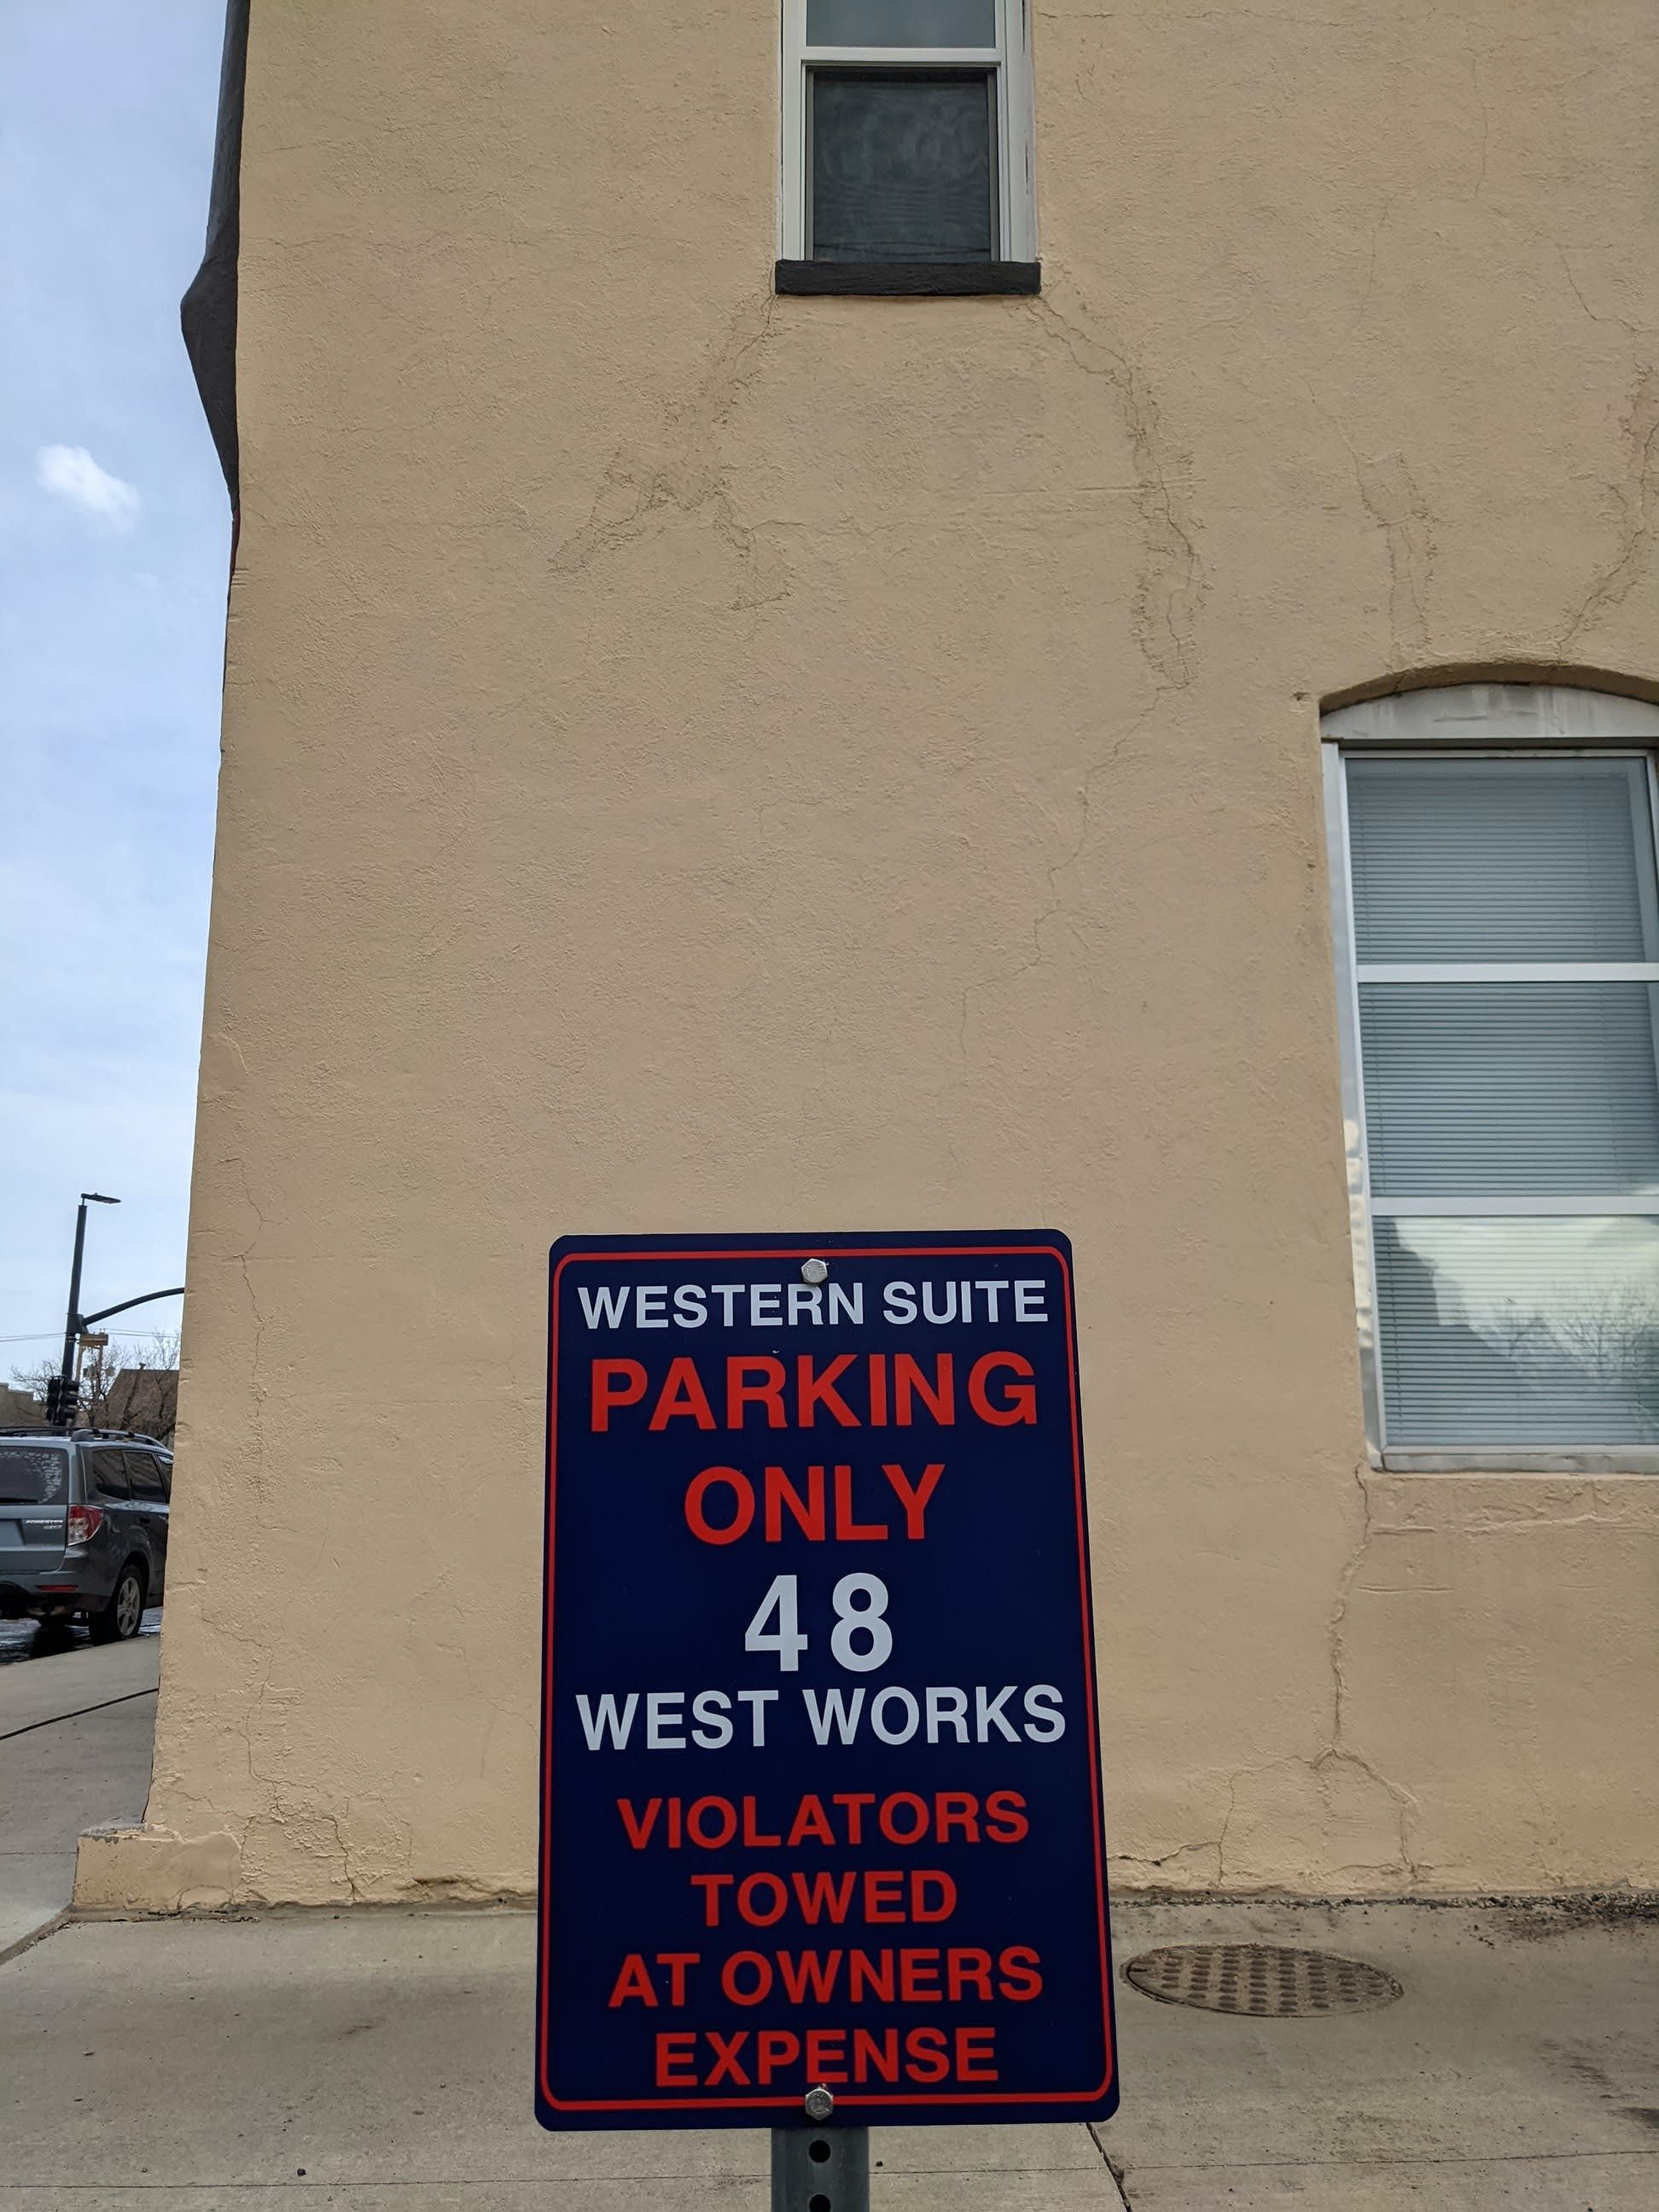 WESTERN SUITE
PARKING
ONLY
48
WEST WORKS
VIOLATORS
TOWED
AT OWNERS
EXPENSE